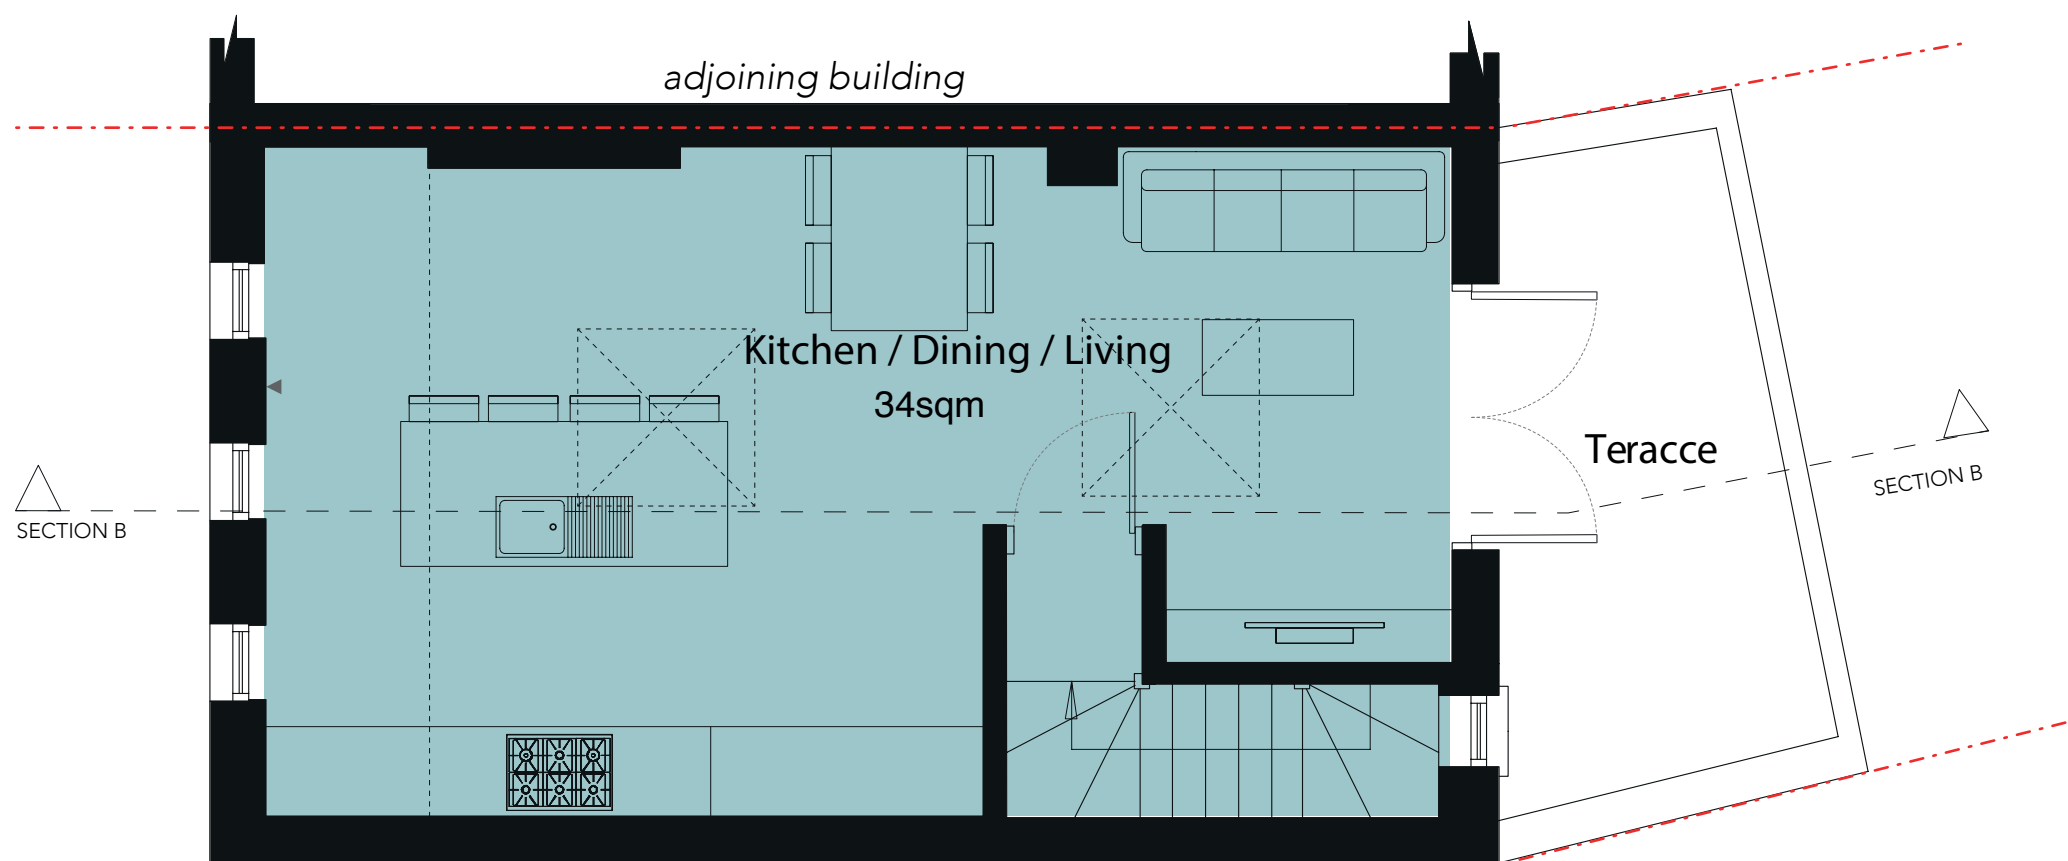 adjoining building
Kitchen / Dining / Living
34sqm
Teracce
SECTION B
SECTION B